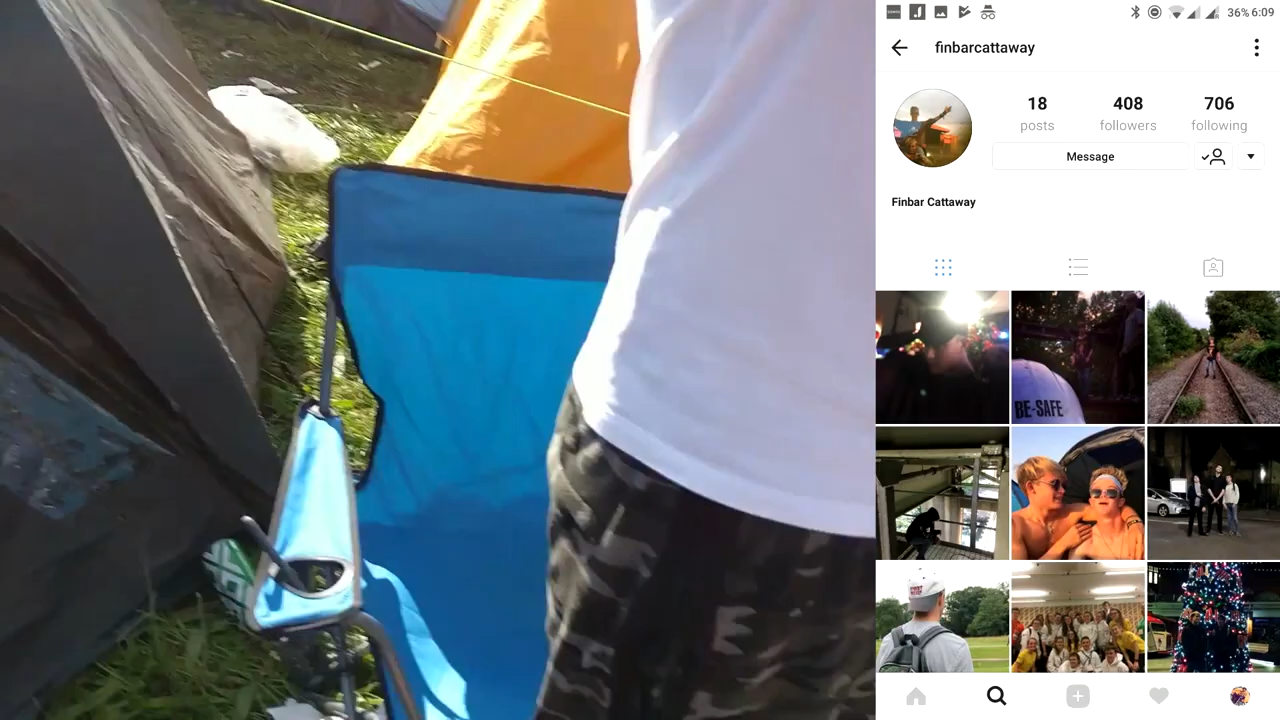 36% 6:09
finbarcattaway
18 408 706
posts followers following
Message
Finbar Cattaway
BE-SAFE